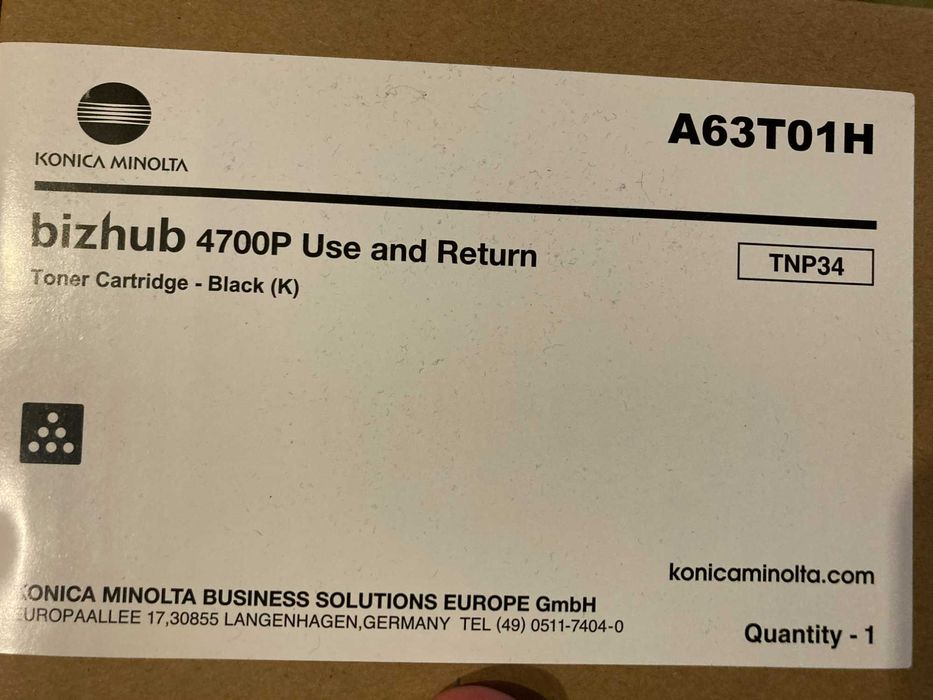 KONICA MINOLTA
A63T01H
bizhub 4700P Use and Return
TNP34
Toner Cartridge - Black (K)
konicaminolta.com
KONICA MINOLTA BUSINESS SOLUTIONS EUROPE GmbH
EUROPAALLEE 17,30855 LANGENHAGEN,GERMANY TEL (49) 0511-7404-0
Quantity - 1